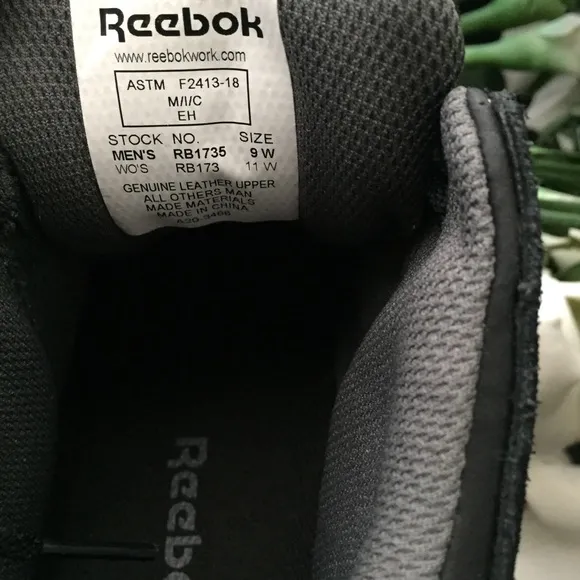 Reebok
www.reebokwork.com
ASTM F2413-18
M/I/C
EH
STOCK NO. SIZE
MEN'S RB1735 9 W
WO'S RB173 11 W
GENUINE LEATHER UPPER
ALL OTHERS MAN
MADE MATERIALS
MADE IN CHINA
Reebo